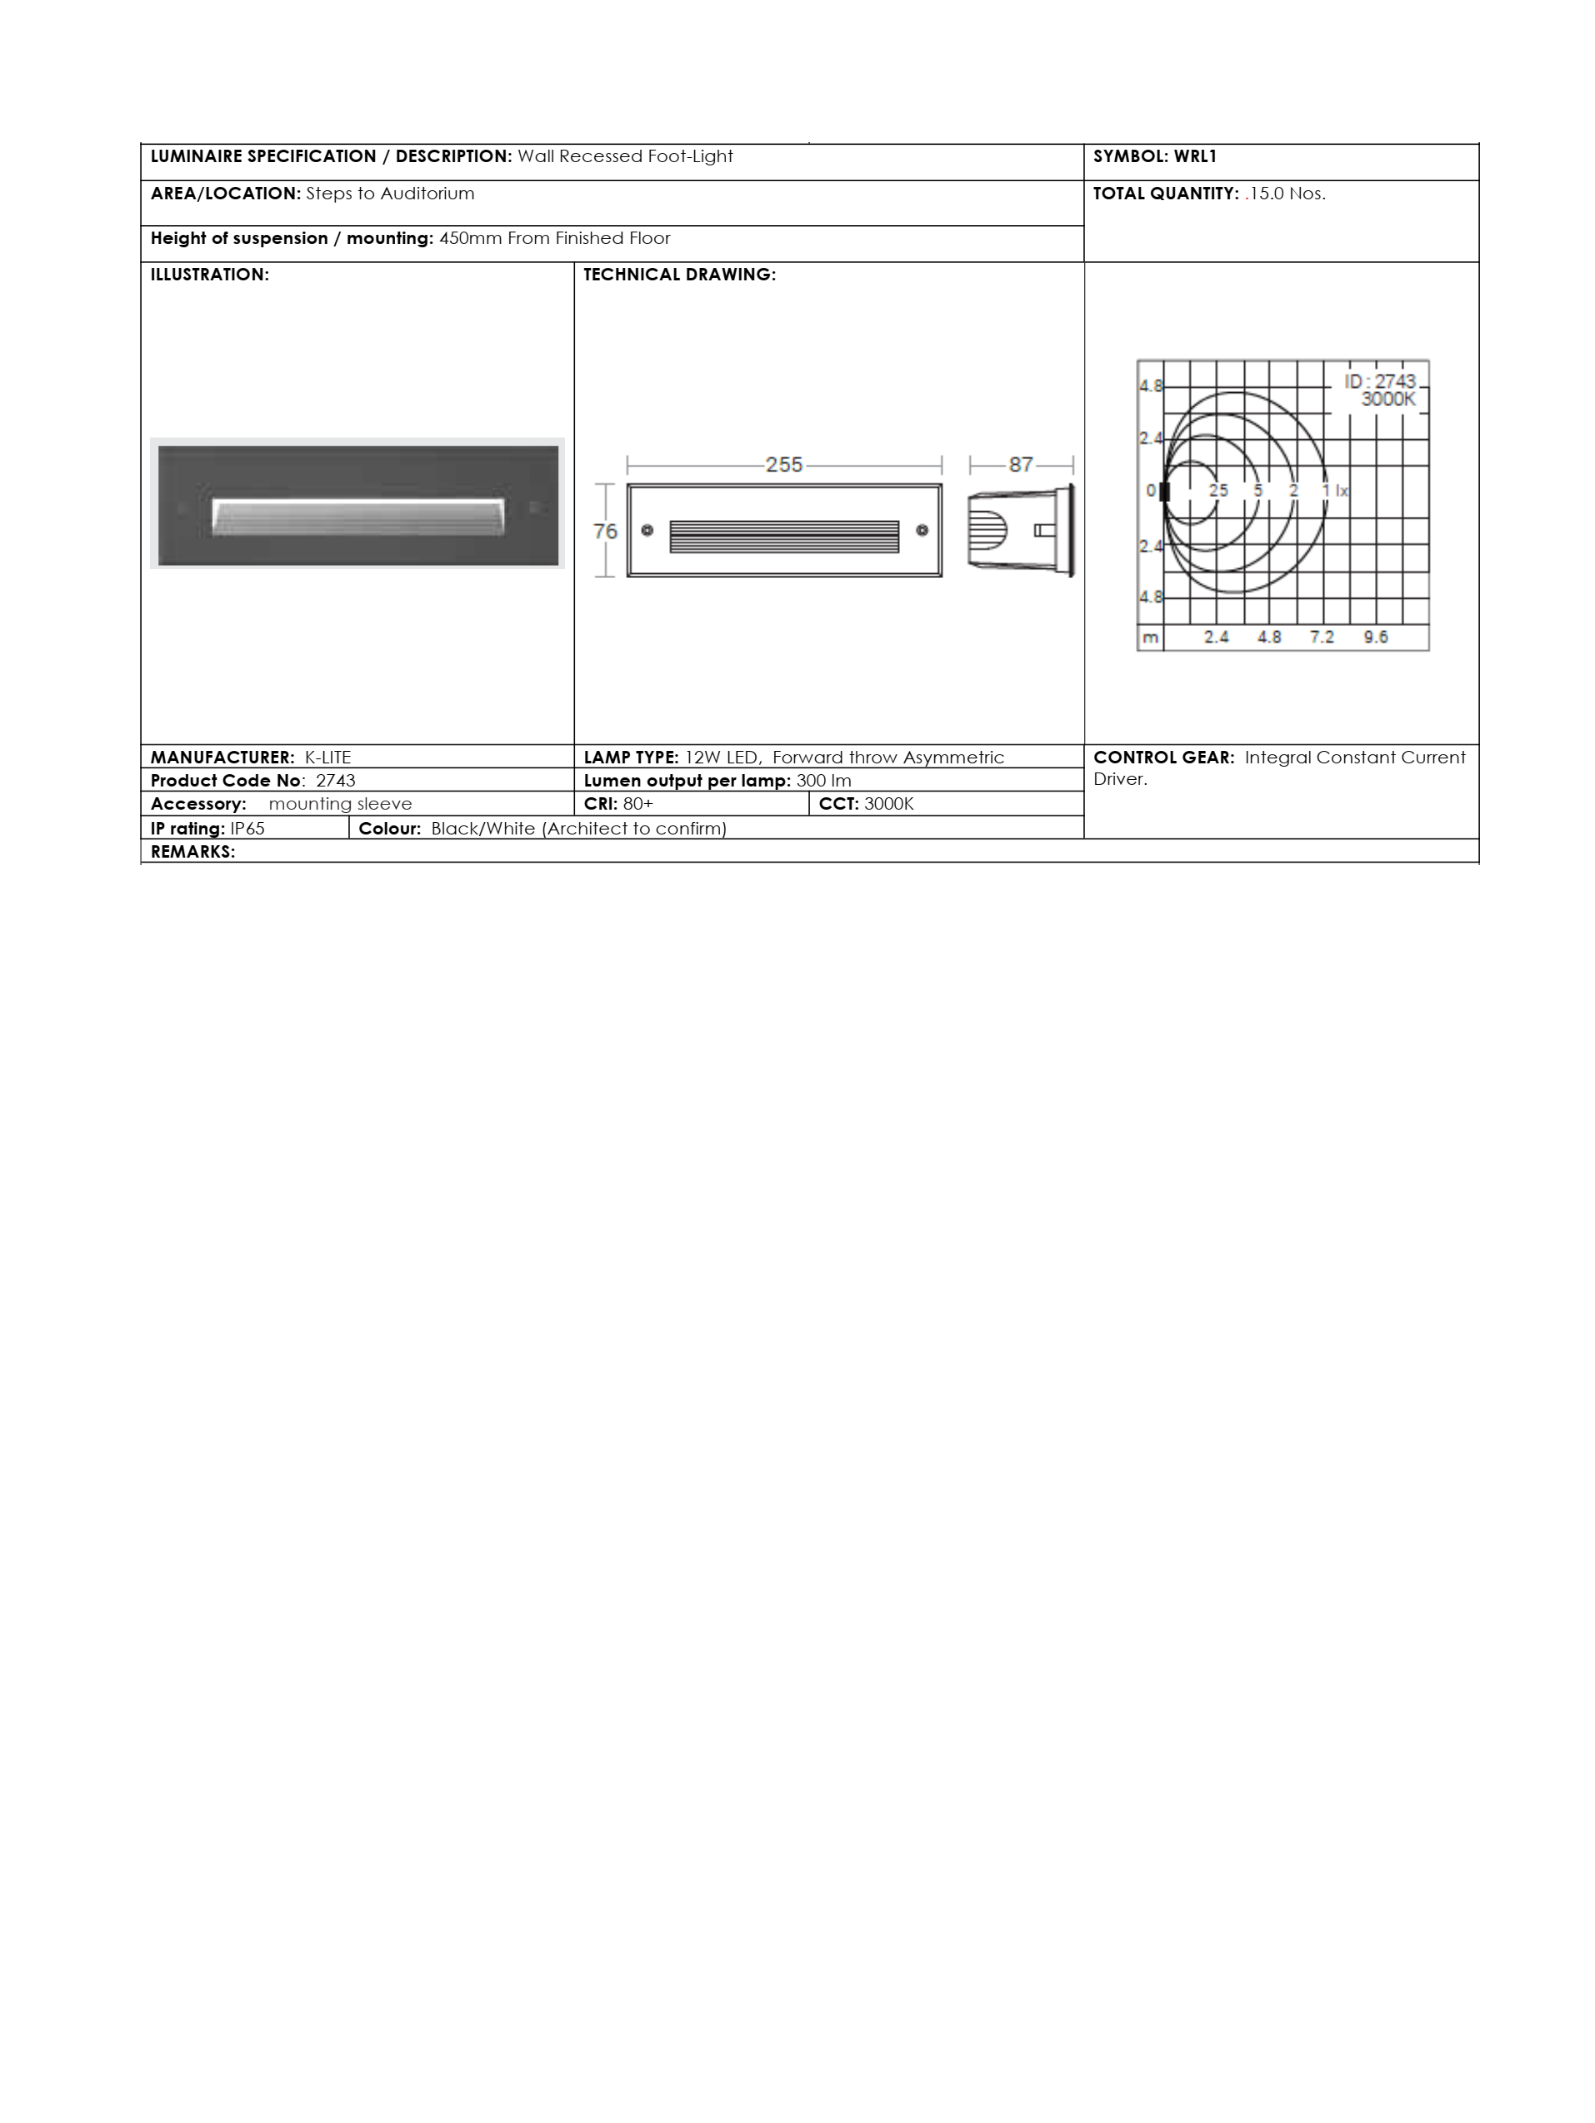 LUMINAIRE SPECIFICATION / DESCRIPTION: Wall Recessed Foot-Light
SYMBOL: WRL1
AREA/LOCATION: Steps to Auditorium
TOTAL QUANTITY: .15.0 Nos.
Height of suspension / mounting: 450mm From Finished Floor
ILLUSTRATION:
TECHNICAL DRAWING:
255
87
76
ID : 2743
3000K
4.8
2.4
0
25 5 2 1 lx
2.4
4.8
m 2.4 4.8 7.2 9.6
MANUFACTURER: K-LITE
LAMP TYPE: 12W LED, Forward throw Asymmetric
CONTROL GEAR: Integral Constant Current
Driver.
Product Code No: 2743
Lumen output per lamp: 300 lm
Accessory: mounting sleeve
CRI: 80+
CCT: 3000K
IP rating: IP65
Colour: Black/White (Architect to confirm)
REMARKS: